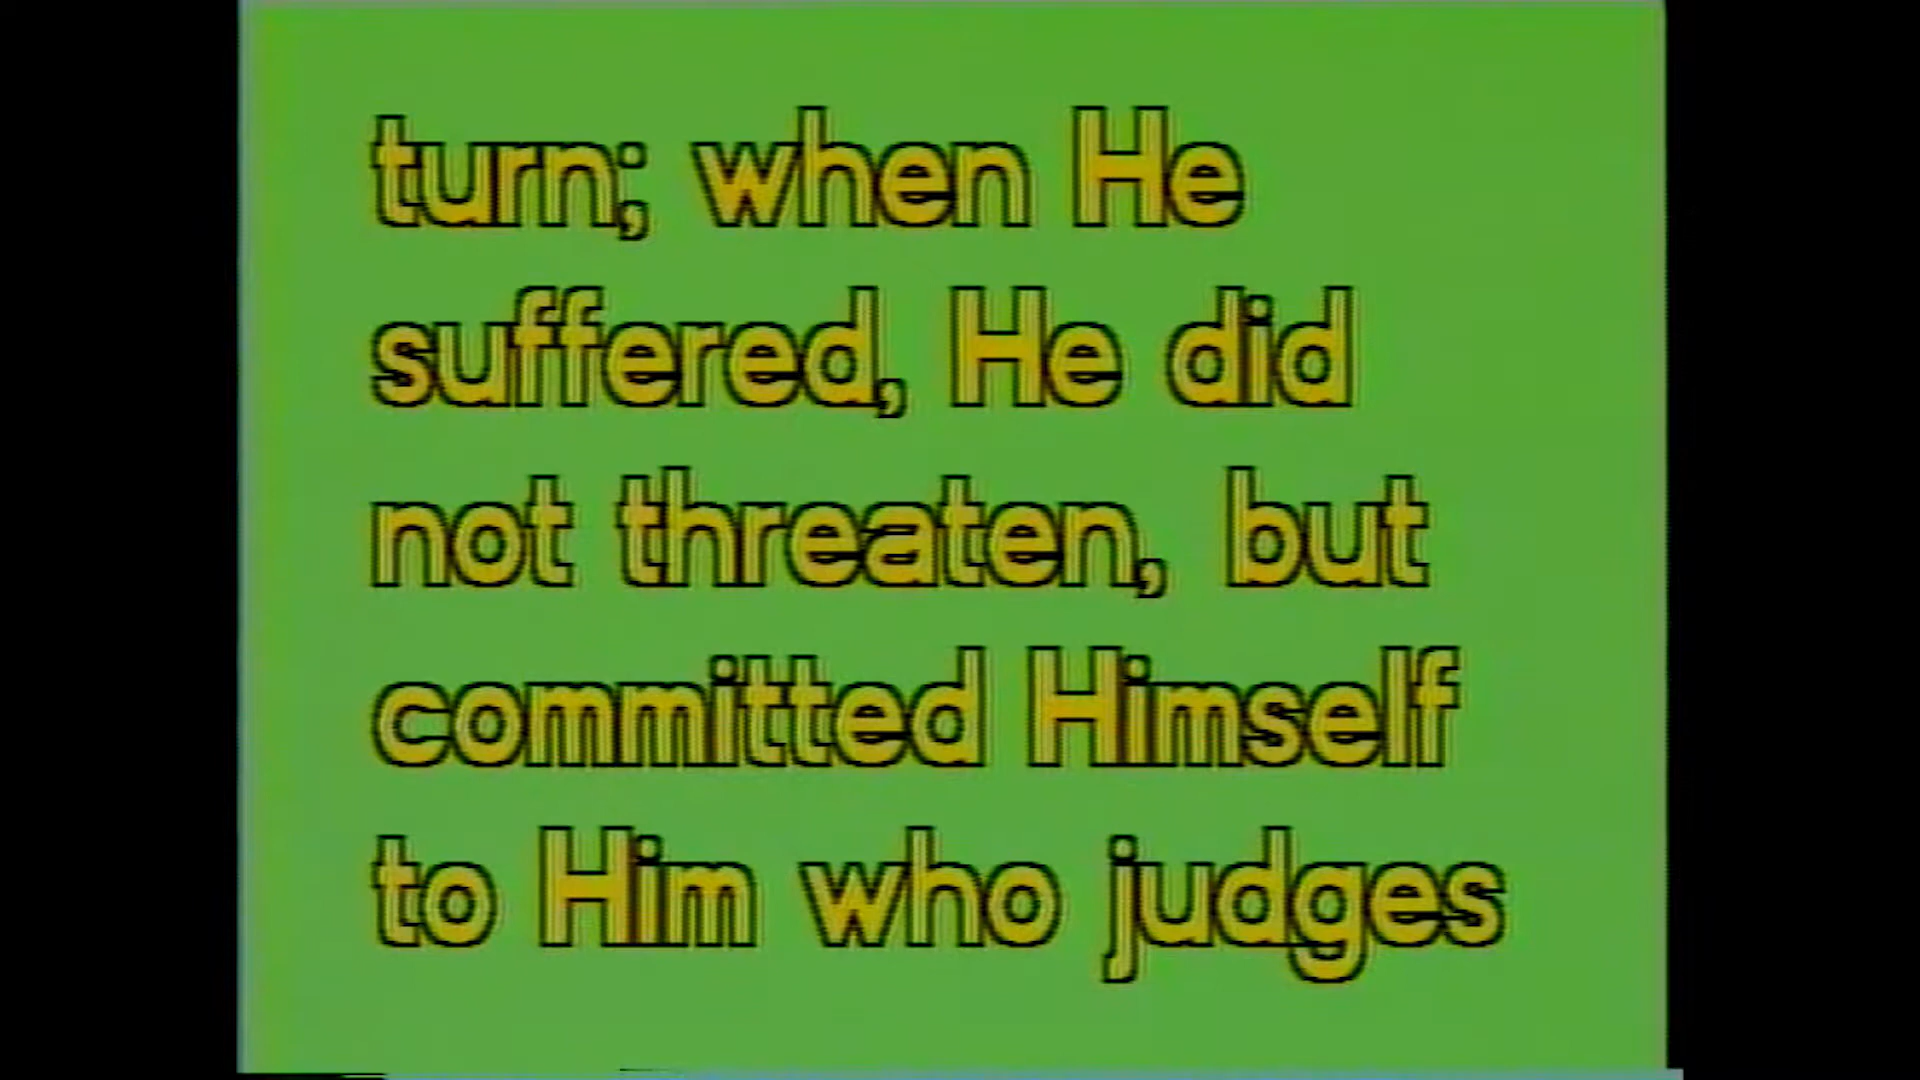 turn; when He
suffered, He did
not threaten, but
committed Himself
to Him who judges